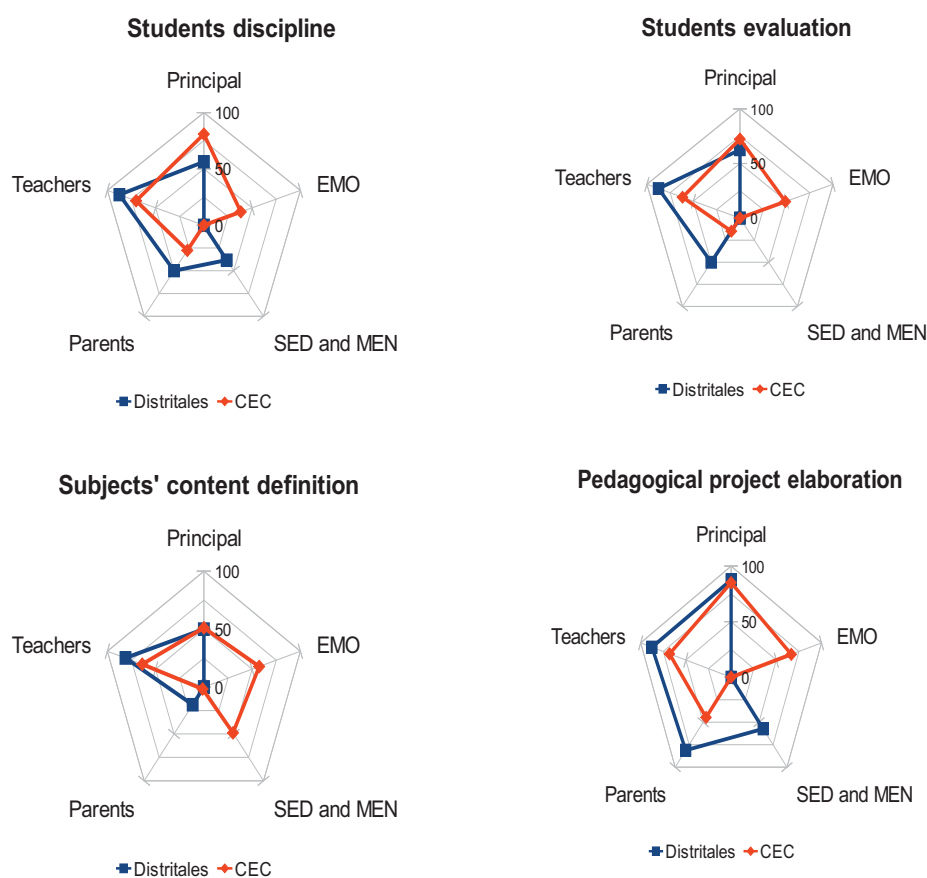 Students discipline
Principal
100
50
0
Teachers
EMO
Parents
SED and MEN
Distritales CEC
Students evaluation
Principal
100
50
0
Teachers
EMO
Parents
SED and MEN
Distritales CEC
Subjects' content definition
Principal
100
50
0
Teachers
EMO
Parents
SED and MEN
Distritales CEC
Pedagogical project elaboration
Principal
100
50
0
Teachers
EMO
Parents
SED and MEN
Distritales CEC